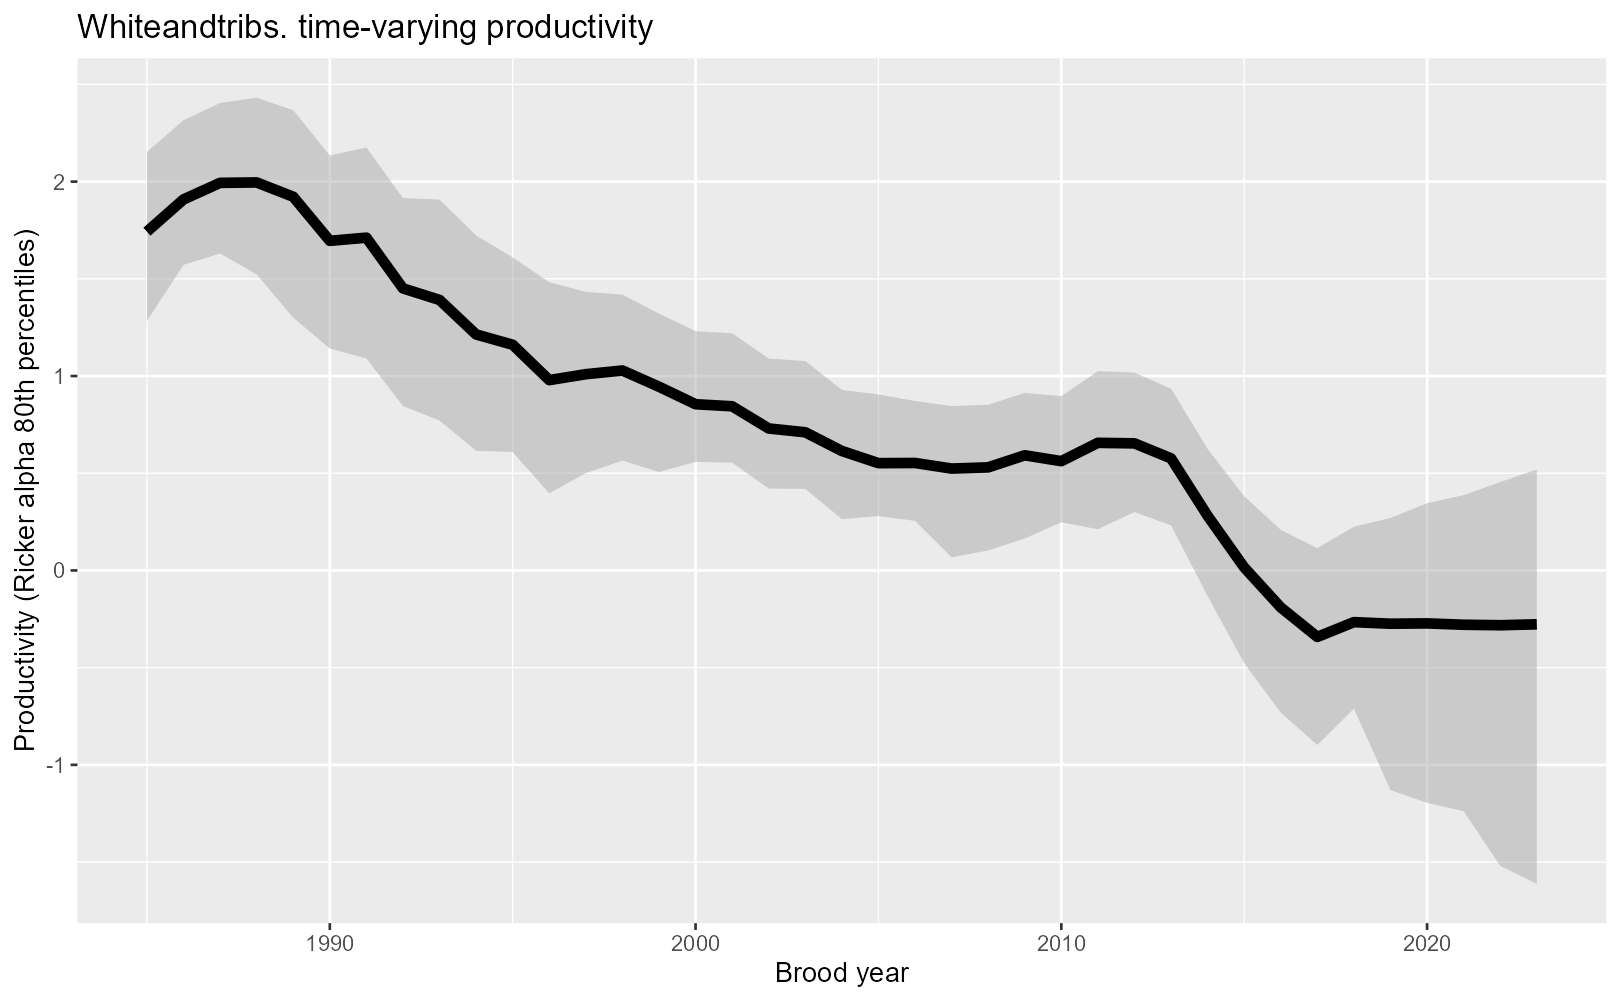 Whiteandtribs. time-varying productivity
Productivity (Ricker alpha 80th percentiles)
2
1
0
-1
1990
2000
2010
2020
Brood year